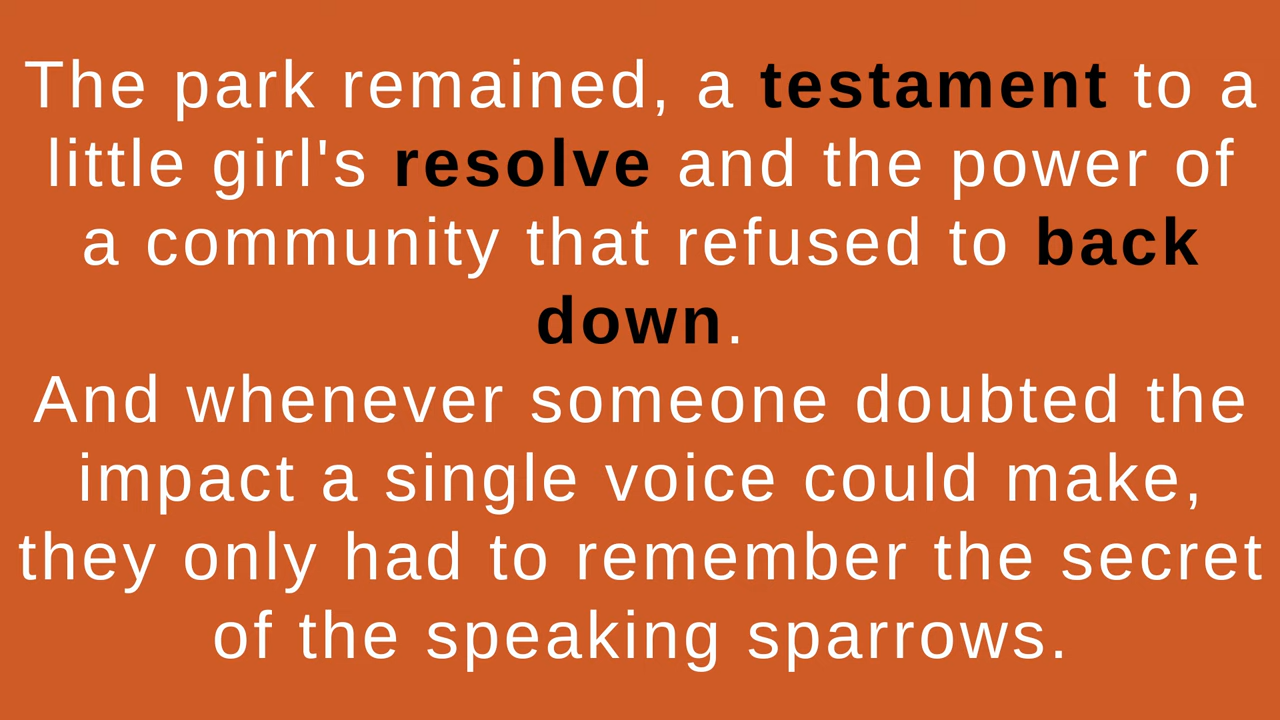 The park remained, a testament to a
little girl's resolve and the power of
a community that refused to back
down.
And whenever someone doubted the
impact a single voice could make,
they only had to remember the secret
of the speaking sparrows.